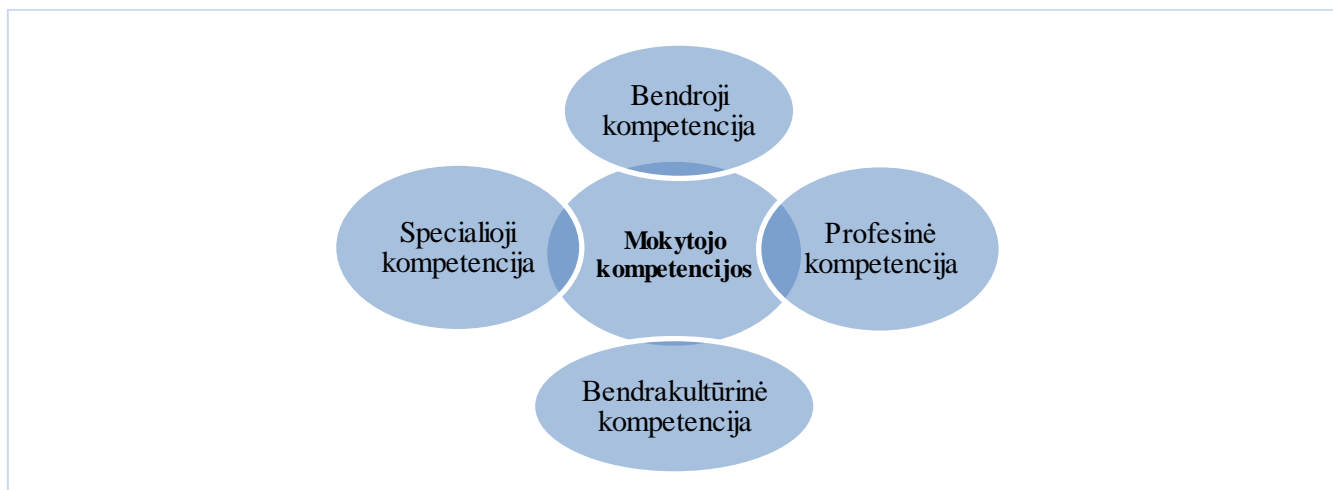 Bendroji
kompetencija
Specialioji
kompetencija
Mokytojo
kompetencijos
Profesinė
kompetencija
Bendrakultūrinė
kompetencija